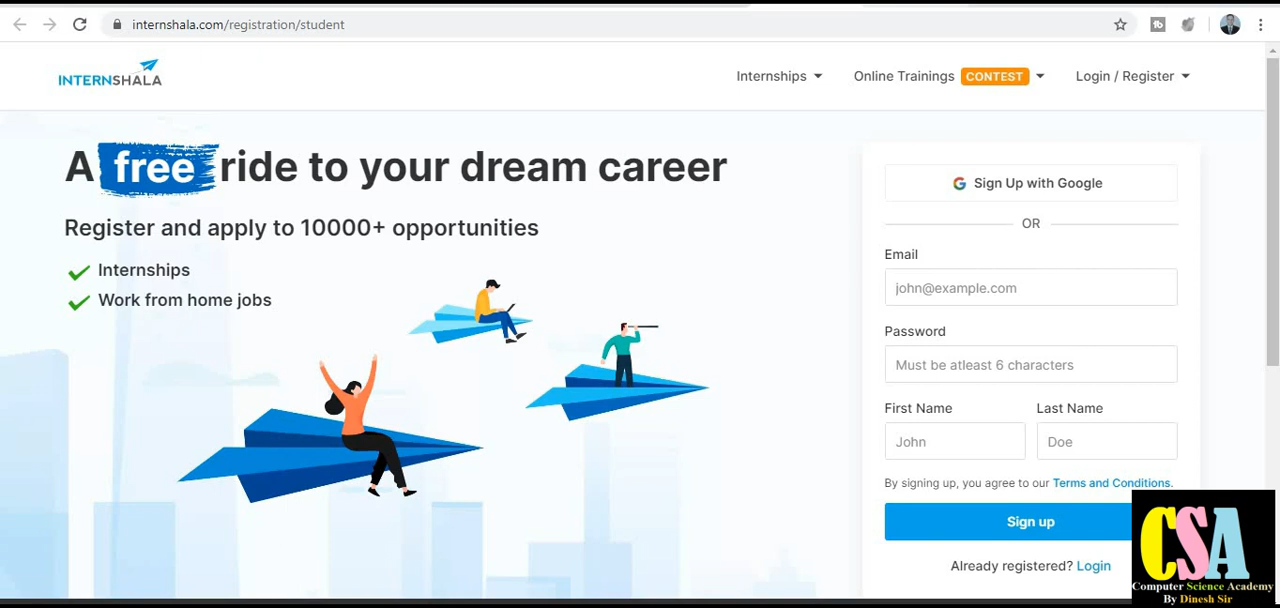 internshala.com/registration/student
INTERNSHALA
Internships
Online Trainings CONTEST
Login / Register
A free ride to your dream career
Register and apply to 10000+ opportunities
Internships
Work from home jobs
Sign Up with Google
OR
Email
john@example.com
Password
Must be atleast 6 characters
First Name Last Name
John Doe
By signing up, you agree to our Terms and Conditions.
Sign up
Already registered? Login
CSA
Computer Science Academy
By Dinesh Sir